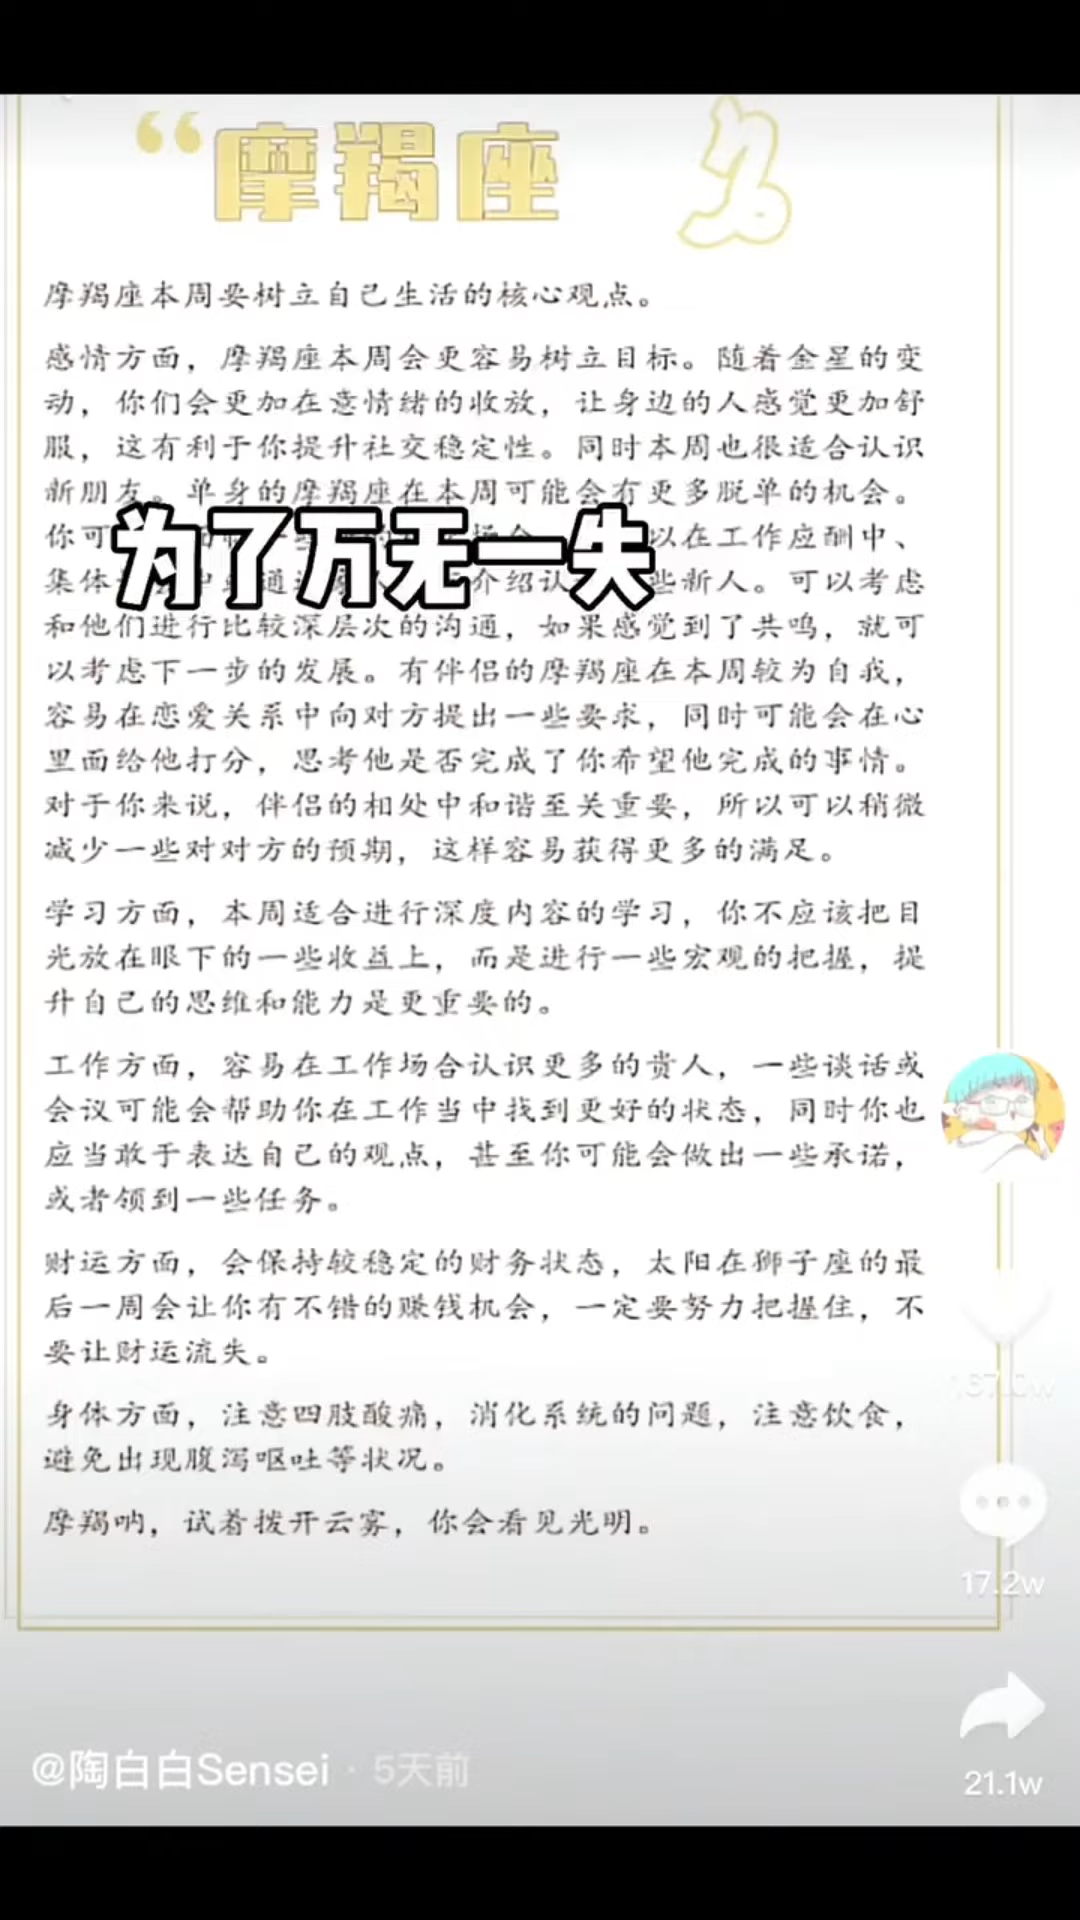 “摩羯座
摩羯座本周要树立自己生活的核心观点。
感情方面，摩羯座本周会更容易树立目标。随着金星的变
动，你们会更加在意情绪的收放，让身边的人感觉更加舒
服，这有利于你提升社交稳定性。同时本周也很适合认识
新朋友。单身的摩羯座在本周可能会有更多脱单的机会。
你可 以在工作应酬中、
为了万无一失
集体 介绍认 些新人。可以考虑
和他们进行比较深层次的沟通，如果感觉到了共鸣，就可
以考虑下一步的发展。有伴侣的摩羯座在本周较为自我，
容易在恋爱关系中向对方提出一些要求，同时可能会在心
里面给他打分，思考他是否完成了你希望他完成的事情。
对于你来说，伴侣的相处中和谐至关重要，所以可以稍微
减少一些对对方的预期，这样容易获得更多的满足。
学习方面，本周适合进行深度内容的学习，你不应该把目
光放在眼下的一些收益上，而是进行一些宏观的把握，提
升自己的思维和能力是更重要的。
工作方面，容易在工作场合认识更多的贵人，一些谈话或
会议可能会帮助你在工作当中找到更好的状态，同时你也
应当敢于表达自己的观点，甚至你可能会做出一些承诺，
或者领到一些任务。
财运方面，会保持较稳定的财务状态，太阳在狮子座的最
后一周会让你有不错的赚钱机会，一定要努力把握住，不
要让财运流失。
身体方面，注意四肢酸痛，消化系统的问题，注意饮食，
避免出现腹泻呕吐等状况。
摩羯呐，试着拨开云雾，你会看见光明。
17.2w
21.1w
@陶白白Sensei · 5天前